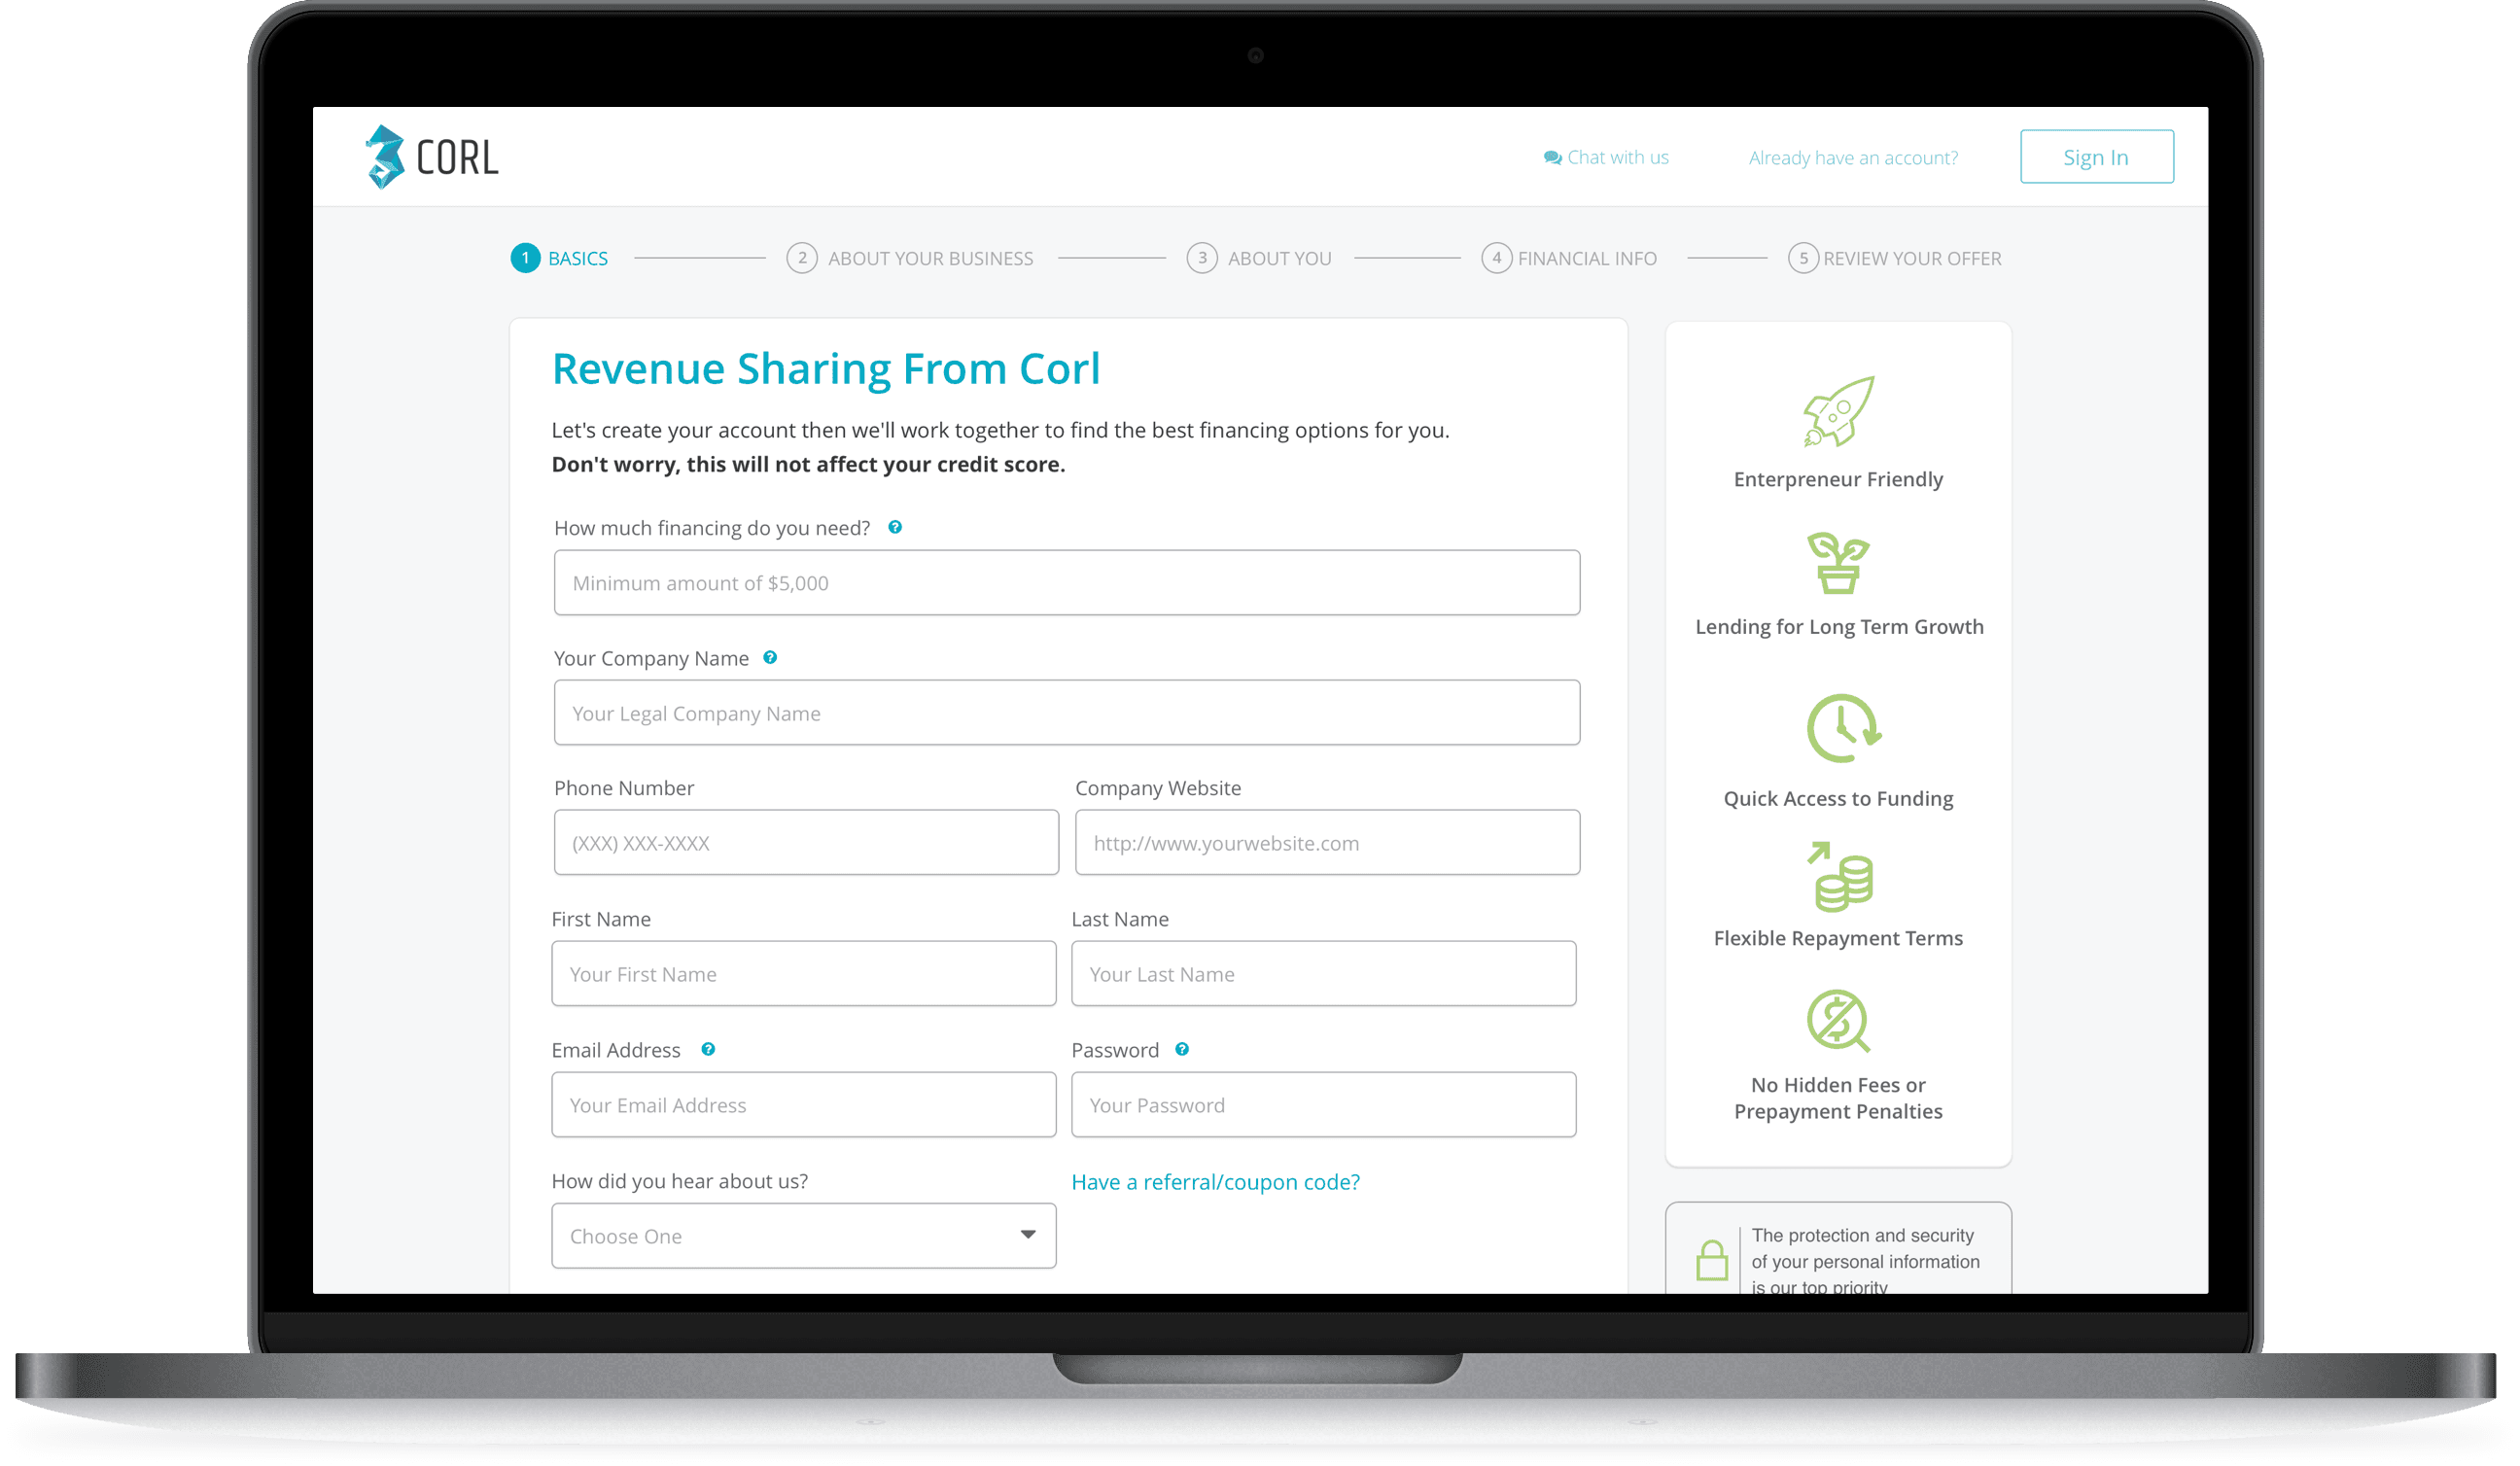 CORL
Chat with us
Already have an account?
Sign In
1 BASICS
2 ABOUT YOUR BUSINESS
3 ABOUT YOU
4 FINANCIAL INFO
5 REVIEW YOUR OFFER
Revenue Sharing From Corl
Let's create your account then we'll work together to find the best financing options for you.
Don't worry, this will not affect your credit score.
How much financing do you need? ?
Minimum amount of $5,000
Your Company Name ?
Your Legal Company Name
Phone Number
(XXX) XXX-XXXX
Company Website
http://www.yourwebsite.com
First Name
Your First Name
Last Name
Your Last Name
Email Address ?
Your Email Address
Password ?
Your Password
How did you hear about us?
Choose One
Have a referral/coupon code?
Enterpreneur Friendly
Lending for Long Term Growth
Quick Access to Funding
Flexible Repayment Terms
No Hidden Fees or
Prepayment Penalties
The protection and security
of your personal information
is our top priority